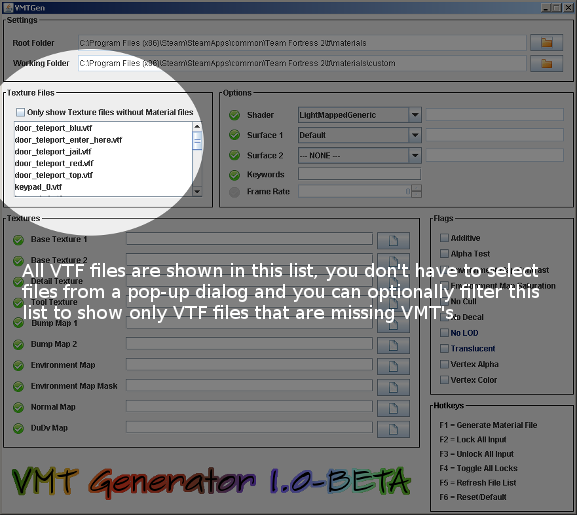 VMTGen
Settings
Root Folder C:\Program Files (x86)\Steam\SteamApps\common\Team Fortress 2\tf\materials
Working Folder C:\Program Files (x86)\Steam\SteamApps\common\Team Fortress 2\tf\materials\custom
Texture Files
Only show Texture files without Material files
door_teleport_blu.vtf
door_teleport_enter_here.vtf
door_teleport_jail.vtf
door_teleport_red.vtf
door_teleport_top.vtf
keypad_0.vtf
Options
Shader LightMappedGeneric
Surface 1 Default
Surface 2 --- NONE ---
Keywords
Frame Rate 0
Textures
Base Texture 1
Base Texture 2
Detail Texture
Tool Texture
Bump Map 1
Bump Map 2
Environment Map
Environment Map Mask
Normal Map
DuDv Map
All VTF files are shown in this list, you don't have to select
files from a pop-up dialog and you can optionally filter this
list to show only VTF files that are missing VMT's.
Flags
Additive
Alpha Test
Environment Map Saturation
No Cull
No Decal
No LOD
Translucent
Vertex Alpha
Vertex Color
Hotkeys
F1 = Generate Material File
F2 = Lock All Input
F3 = Unlock All Input
F4 = Toggle All Locks
F5 = Refresh File List
F6 = Reset/Default
VMT Generator 1.0-BETA